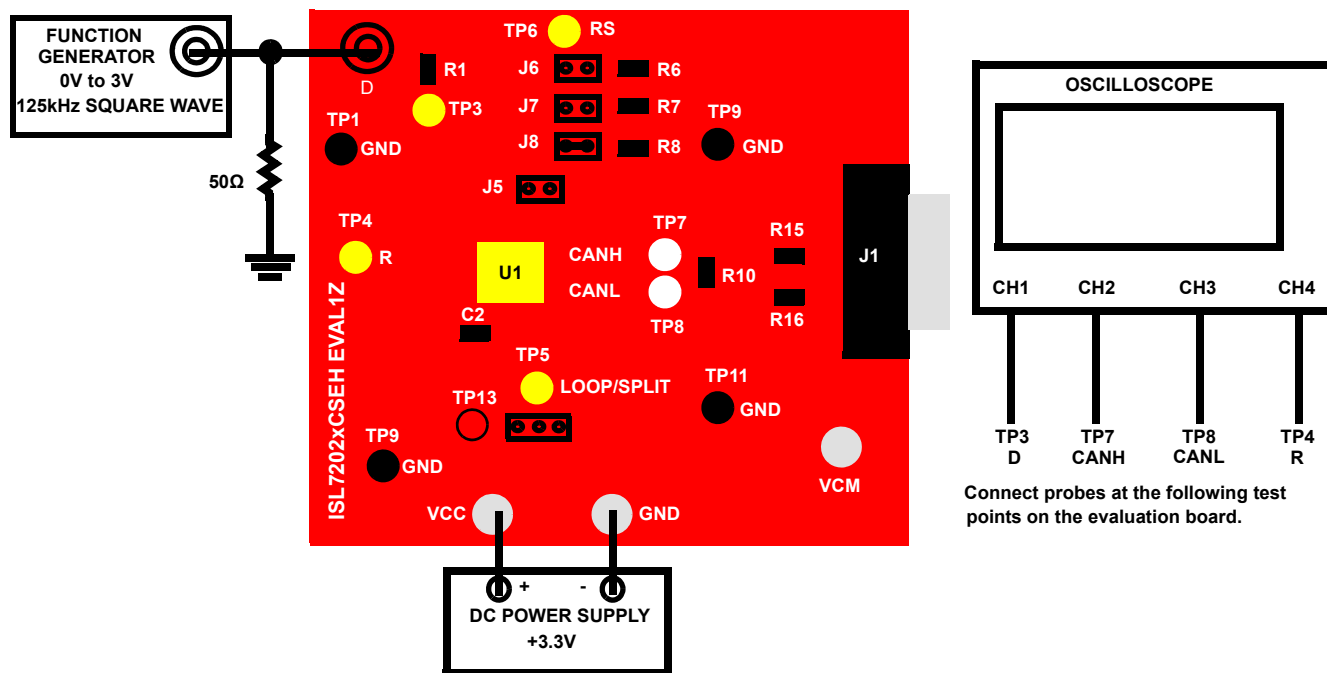 FUNCTION
GENERATOR
0V to 3V
125kHz SQUARE WAVE
50Ω
D
R1
TP3
TP1
GND
TP6
RS
J6
R6
J7
R7
J8
R8
TP9
GND
J5
TP4
R
U1
CANH
CANL
TP7
TP8
R10
R15
R16
J1
C2
TP5
LOOP/SPLIT
TP13
TP11
GND
TP9
GND
ISL7202xCSEH EVAL1Z
VCM
VCC
GND
+ -
DC POWER SUPPLY
+3.3V
OSCILLOSCOPE
CH1 CH2 CH3 CH4
TP3 TP7 TP8 TP4
D CANH CANL R
Connect probes at the following test
points on the evaluation board.